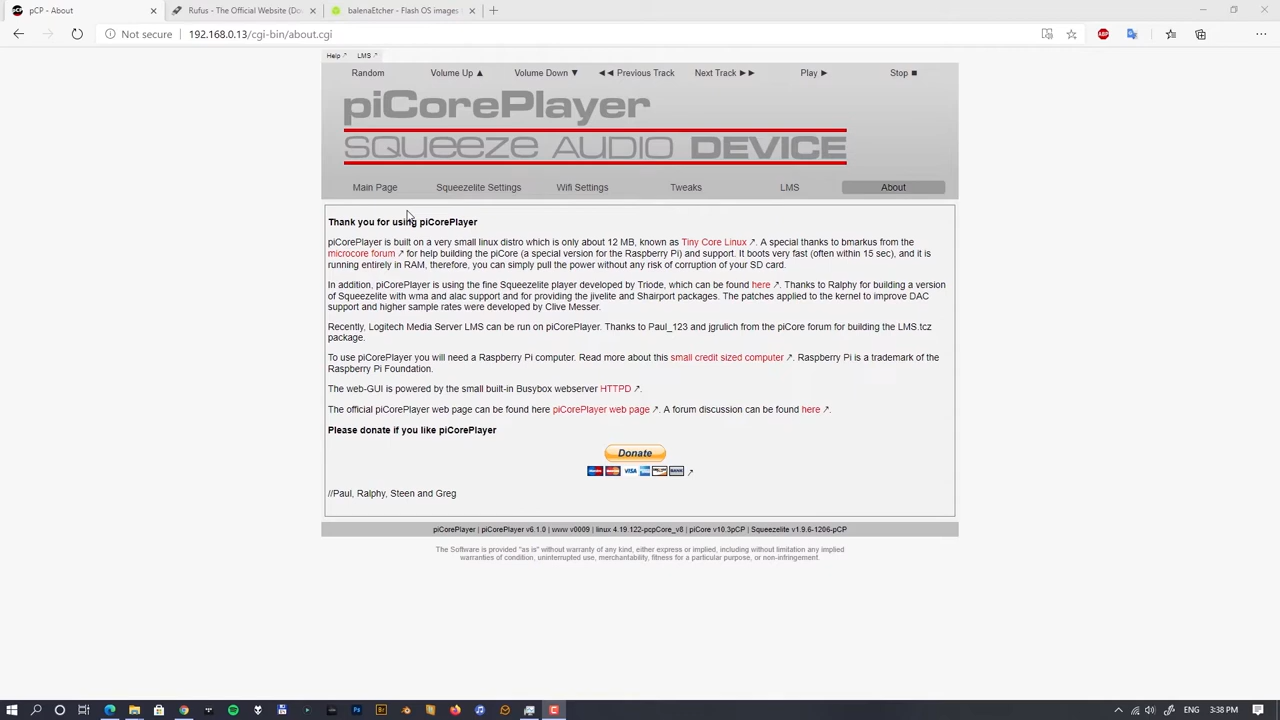 pCP - About
Rufus - The Official Website (Do
balenaEtcher - Flash OS images
Not secure
192.168.0.13/cgi-bin/about.cgi
Help
LMS
Random
Volume Up ▲
Volume Down ▼
◄◄ Previous Track
Next Track ►►
Play ►
Stop ■
piCorePlayer
SQUEEZE AUDIO DEVICE
Main Page
Squeezelite Settings
Wifi Settings
Tweaks
LMS
About
Thank you for using piCorePlayer
piCorePlayer is built on a very small linux distro which is only about 12 MB, known as Tiny Core Linux ↗. A special thanks to bmarkus from the
microcore forum ↗ for help building the piCore (a special version for the Raspberry Pi) and support. It boots very fast (often within 15 sec), and it is
running entirely in RAM, therefore, you can simply pull the power without any risk of corruption of your SD card.
In addition, piCorePlayer is using the fine Squeezelite player developed by Triode, which can be found here ↗. Thanks to Ralphy for building a version
of Squeezelite with wma and alac support and for providing the jivelite and Shairport packages. The patches applied to the kernel to improve DAC
support and higher sample rates were developed by Clive Messer.
Recently, Logitech Media Server LMS can be run on piCorePlayer. Thanks to Paul_123 and jgrulich from the piCore forum for building the LMS.tcz
package.
To use piCorePlayer you will need a Raspberry Pi computer. Read more about this small credit sized computer ↗. Raspberry Pi is a trademark of the
Raspberry Pi Foundation.
The web-GUI is powered by the small built-in Busybox webserver HTTPD ↗.
The official piCorePlayer web page can be found here piCorePlayer web page ↗. A forum discussion can be found here ↗.
Please donate if you like piCorePlayer
Donate
VISA
//Paul, Ralphy, Steen and Greg
piCorePlayer | piCorePlayer v6.1.0 | www v0009 | linux 4.19.122-pcpCore_v8 | piCore v10.3pCP | Squeezelite v1.9.6-1206-pCP
The Software is provided "as is" without warranty of any kind, either express or implied, including without limitation any implied
warranties of condition, uninterrupted use, merchantability, fitness for a particular purpose, or non-infringement.
ENG
3:38 PM